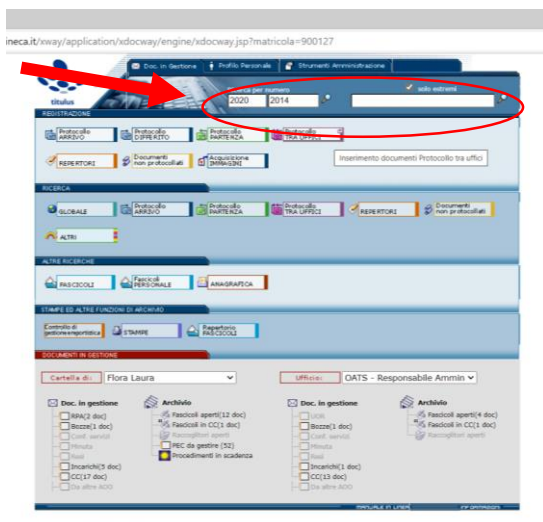 ineca.it/xway/application/xdocway/engine/xdocway.jsp?matricola=900127
Doc. in Gestione Profilo Personale Strumenti Amministrazione
per numero solo estremi
titulus 2020 2014
REGISTRAZIONE
Protocollo ARRIVO Protocollo DIFFERITO Protocollo PARTENZA Protocollo TRA UFFICI
REPERTORI Documenti non protocollati Acquisizione IMMAGINI Inserimento documenti Protocollo tra uffici
RICERCA
GLOBALE Protocollo ARRIVO Protocollo PARTENZA Protocollo TRA UFFICI REPERTORI Documenti non protocollati
ALTRI
ALTRE RICERCHE
FASCICOLI Fascicoli PERSONALE ANAGRAFICA
STAMPE ED ALTRE FUNZIONI DI ARCHIVIO
Controllo di gestione e reportistica STAMPE Repertorio FASCICOLI
DOCUMENTI IN GESTIONE
Cartella di: Flora Laura Ufficio: OATS - Responsabile Ammin
Doc. in gestione Archivio Doc. in gestione Archivio
RPA(2 doc) Fascicoli aperti(12 doc) UOR Fascicoli aperti(4 doc)
Bozze(1 doc) Fascicoli in CC(1 doc) Bozze(1 doc) Fascicoli in CC(1 doc)
Conf. servizi Raccoglitori aperti Conf. servizi Raccoglitori aperti
Minuta PEC da gestire (52) Minuta
Rasi Procedimenti in scadenza Rasi
Incarichi(5 doc) Incarichi(1 doc)
CC(17 doc) CC(13 doc)
Da altre AOO Da altre AOO
MANUALE IN LINEA INFORMAZIONI